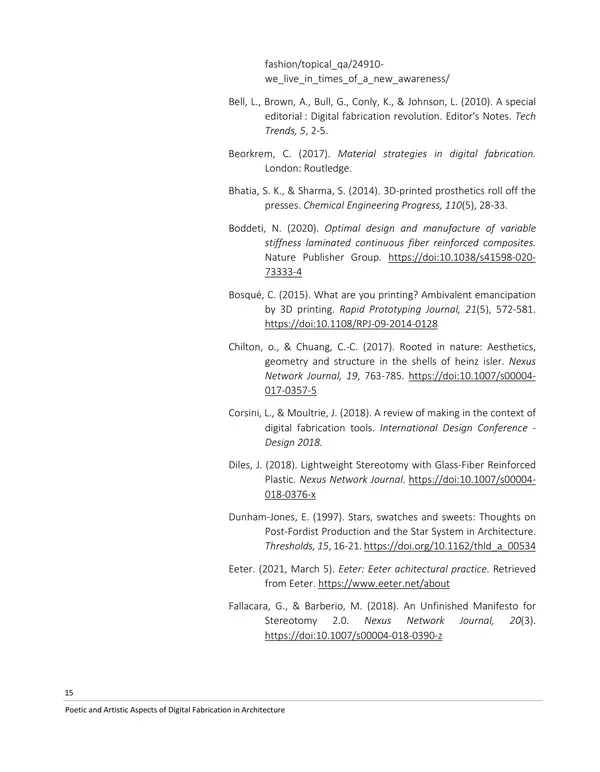 fashion/topical_qa/24910-
we_live_in_times_of_a_new_awareness/
Bell, L., Brown, A., Bull, G., Conly, K., & Johnson, L. (2010). A special
editorial : Digital fabrication revolution. Editor's Notes. Tech
Trends, 5, 2-5.
Beorkrem, C. (2017). Material strategies in digital fabrication.
London: Routledge.
Bhatia, S. K., & Sharma, S. (2014). 3D-printed prosthetics roll off the
presses. Chemical Engineering Progress, 110(5), 28-33.
Boddeti, N. (2020). Optimal design and manufacture of variable
stiffness laminated continuous fiber reinforced composites.
Nature Publisher Group. https://doi:10.1038/s41598-020-
73333-4
Bosqué, C. (2015). What are you printing? Ambivalent emancipation
by 3D printing. Rapid Prototyping Journal, 21(5), 572-581.
https://doi:10.1108/RPJ-09-2014-0128
Chilton, o., & Chuang, C.-C. (2017). Rooted in nature: Aesthetics,
geometry and structure in the shells of heinz isler. Nexus
Network Journal, 19, 763-785. https://doi:10.1007/s00004-
017-0357-5
Corsini, L., & Moultrie, J. (2018). A review of making in the context of
digital fabrication tools. International Design Conference -
Design 2018.
Diles, J. (2018). Lightweight Stereotomy with Glass-Fiber Reinforced
Plastic. Nexus Network Journal. https://doi:10.1007/s00004-
018-0376-x
Dunham-Jones, E. (1997). Stars, swatches and sweets: Thoughts on
Post-Fordist Production and the Star System in Architecture.
Thresholds, 15, 16-21. https://doi.org/10.1162/thld_a_00534
Eeter. (2021, March 5). Eeter: Eeter achitectural practice. Retrieved
from Eeter. https://www.eeter.net/about
Fallacara, G., & Barberio, M. (2018). An Unfinished Manifesto for
Stereotomy 2.0. Nexus Network Journal, 20(3).
https://doi:10.1007/s00004-018-0390-z
15
Poetic and Artistic Aspects of Digital Fabrication in Architecture